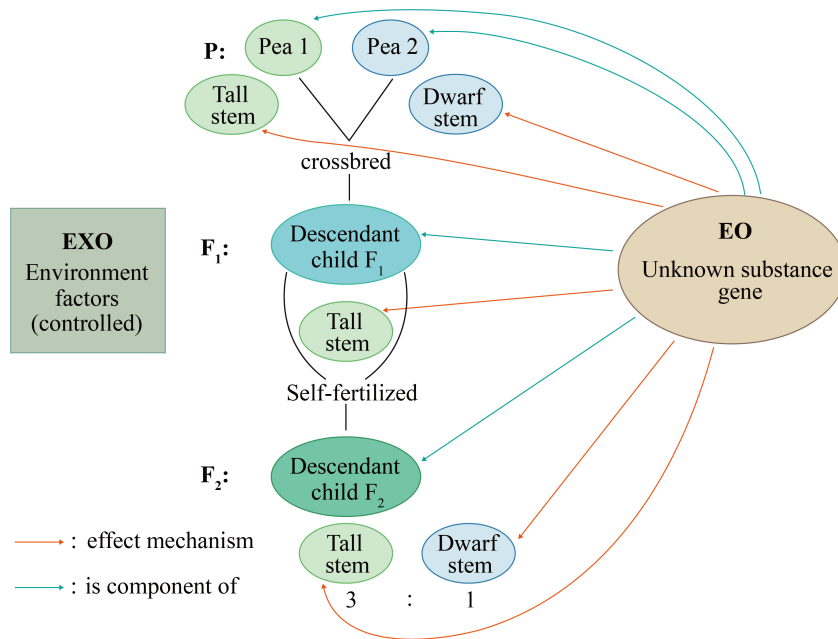 P:
Pea 1
Pea 2
Tall
stem
Dwarf
stem
crossbred
EXO
Environment
factors
(controlled)
F₁:
Descendant
child F₁
EO
Unknown substance
gene
Tall
stem
Self-fertilized
F₂:
Descendant
child F₂
: effect mechanism
: is component of
Tall
stem
Dwarf
stem
3 : 1